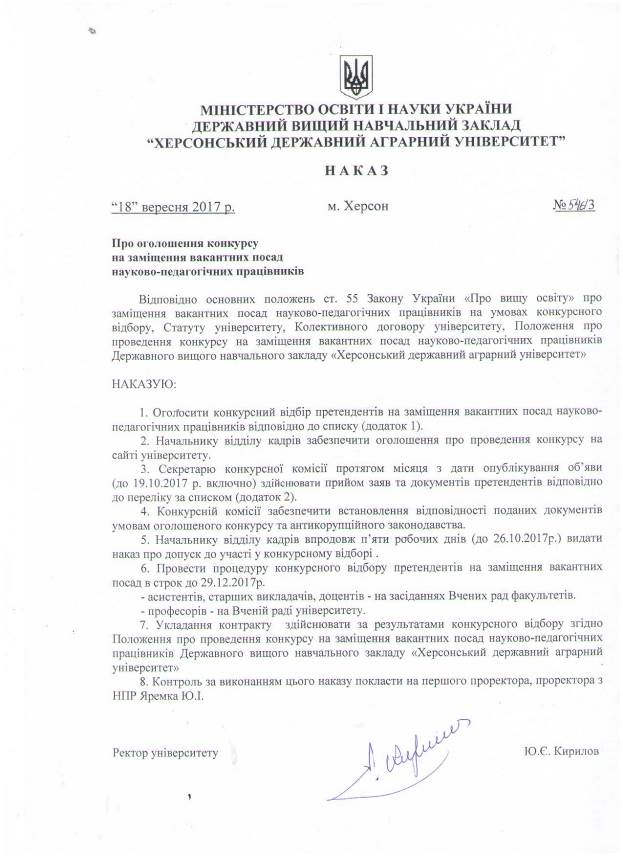 МІНІСТЕРСТВО ОСВІТИ І НАУКИ УКРАЇНИ
ДЕРЖАВНИЙ ВИЩИЙ НАВЧАЛЬНИЙ ЗАКЛАД
“ХЕРСОНСЬКИЙ ДЕРЖАВНИЙ АГРАРНИЙ УНІВЕРСИТЕТ”
Н А К А З
“18” вересня 2017 р. м. Херсон №
Про оголошення конкурсу
на заміщення вакантних посад
науково-педагогічних працівників
Відповідно основних положень ст. 55 Закону України «Про вищу освіту» про
заміщення вакантних посад науково-педагогічних працівників на умовах конкурсного
відбору, Статуту університету, Колективного договору університету, Положення про
проведення конкурсу на заміщення вакантних посад науково-педагогічних працівників
Державного вищого навчального закладу «Херсонський державний аграрний університет»
НАКАЗУЮ:
1. Оголосити конкурсний відбір претендентів на заміщення вакантних посад науково-
педагогічних працівників відповідно до списку (додаток 1).
2. Начальнику відділу кадрів забезпечити оголошення про проведення конкурсу на
сайті університету.
3. Секретарю конкурсної комісії протягом місяця з дати опублікування об’яви
(до 19.10.2017 р. включно) здійснювати прийом заяв та документів претендентів відповідно
до переліку за списком (додаток 2).
4. Конкурсній комісії забезпечити встановлення відповідності поданих документів
умовам оголошеного конкурсу та антикорупційного законодавства.
5. Начальнику відділу кадрів впродовж п’яти робочих днів (до 26.10.2017р.) видати
наказ про допуск до участі у конкурсному відборі .
6. Провести процедуру конкурсного відбору претендентів на заміщення вакантних
посад в строк до 29.12.2017р.
- асистентів, старших викладачів, доцентів - на засіданнях Вчених рад факультетів.
- професорів - на Вченій раді університету.
7. Укладання контракту здійснювати за результатами конкурсного відбору згідно
Положення про проведення конкурсу на заміщення вакантних посад науково-педагогічних
працівників Державного вищого навчального закладу «Херсонський державний аграрний
університет»
8. Контроль за виконанням цього наказу покласти на першого проректора, проректора з
НПР Яремка Ю.І.
Ректор університету Ю.Є. Кирилов